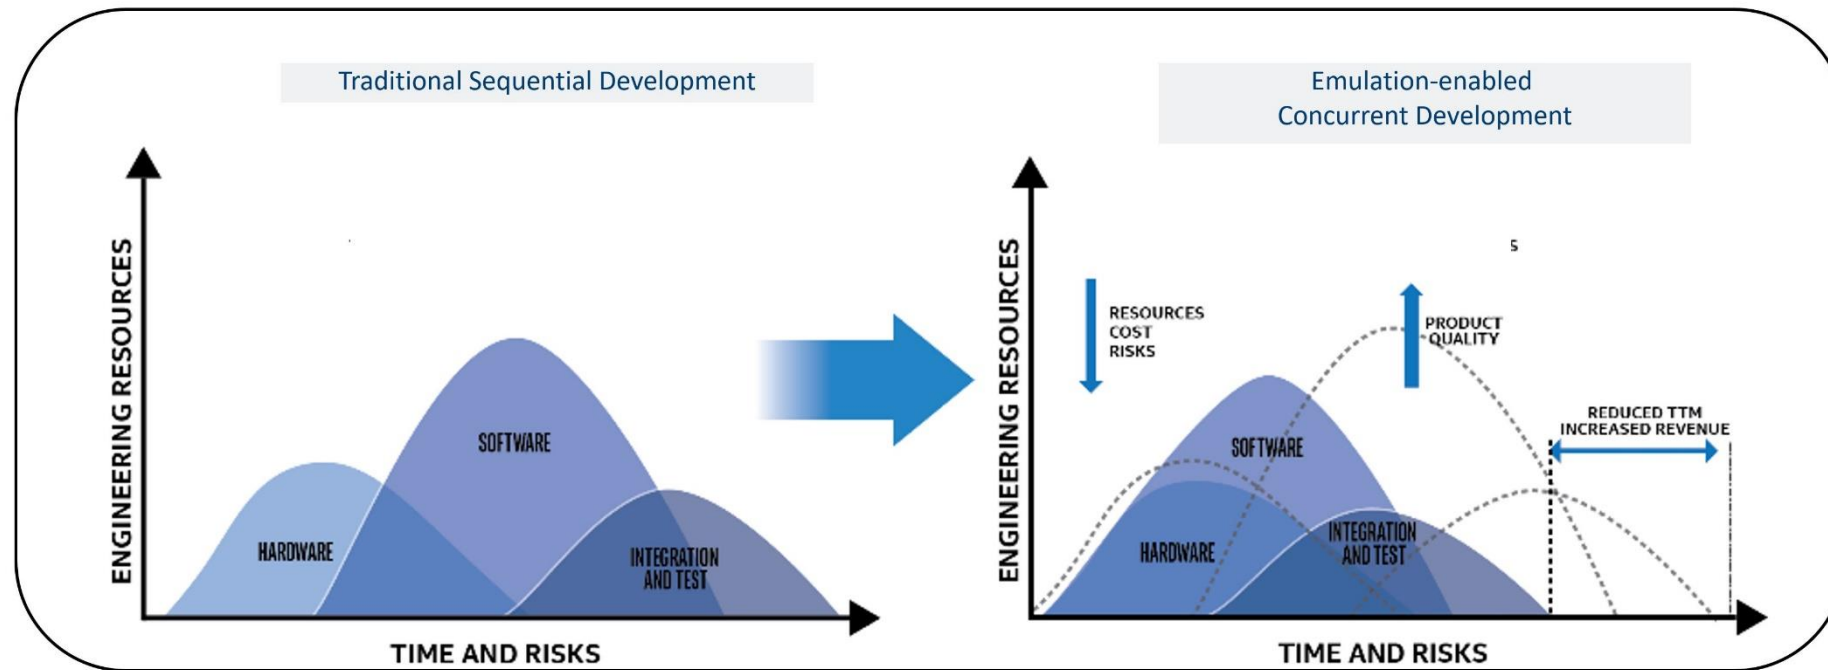 Traditional Sequential Development
ENGINEERING RESOURCES
HARDWARE
SOFTWARE
INTEGRATION
AND TEST
TIME AND RISKS
Emulation-enabled
Concurrent Development
ENGINEERING RESOURCES
S
RESOURCES
COST
RISKS
PRODUCT
QUALITY
REDUCED TTM
INCREASED REVENUE
SOFTWARE
HARDWARE
INTEGRATION
AND TEST
TIME AND RISKS